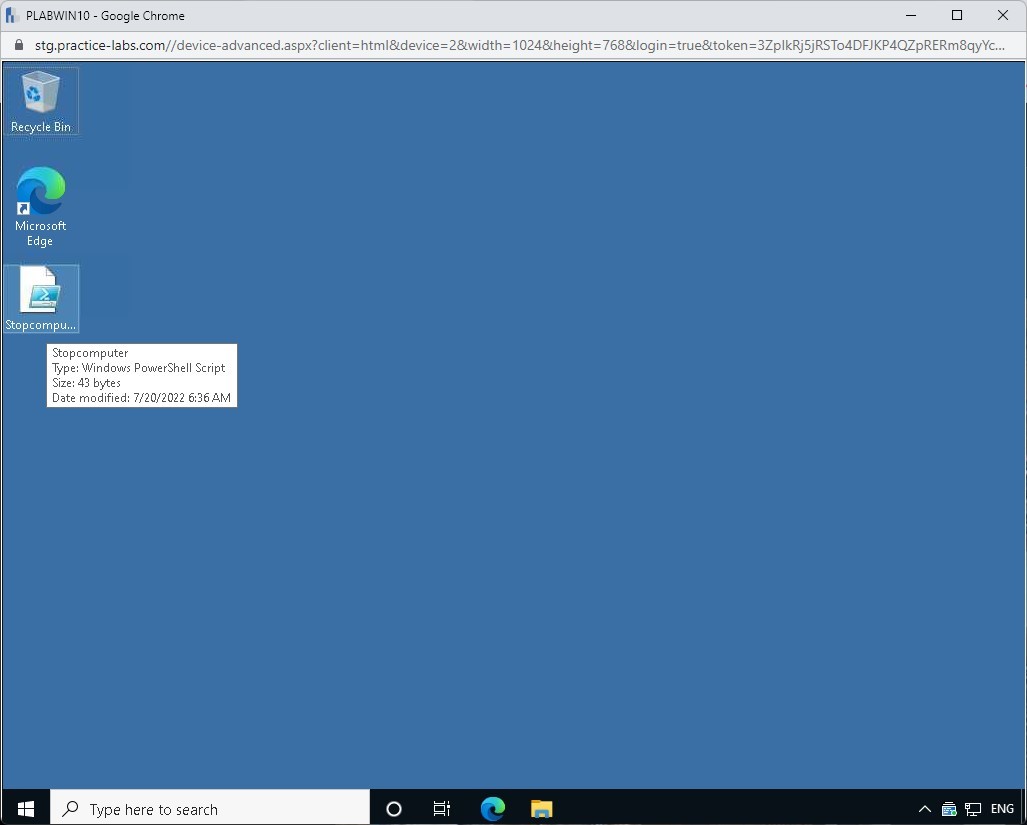 PLABWIN10 - Google Chrome
stg.practice-labs.com//device-advanced.aspx?client=html&device=2&width=1024&height=768&login=true&token=3ZpIkRj5jRSTo4DFJKP4QZpRERm8qyYc...
Recycle Bin
Microsoft
Edge
Stopcompu...
Stopcomputer
Type: Windows PowerShell Script
Size: 43 bytes
Date modified: 7/20/2022 6:36 AM
Type here to search
ENG